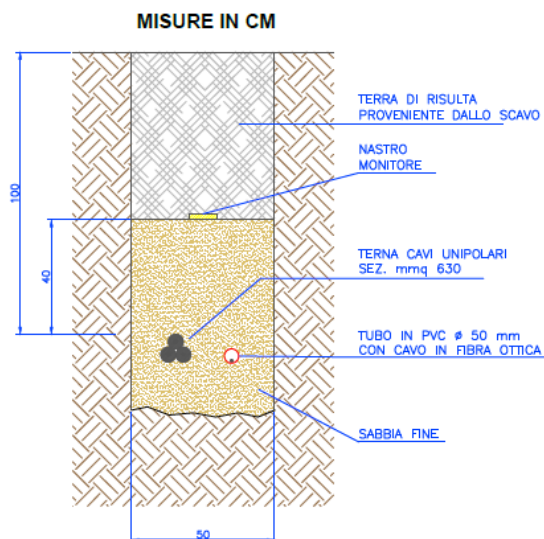 MISURE IN CM
TERRA DI RISULTA
PROVENIENTE DALLO SCAVO
NASTRO
MONITORE
100
40
TERNA CAVI UNIPOLARI
SEZ. mmq 630
TUBO IN PVC ø 50 mm
CON CAVO IN FIBRA OTTICA
SABBIA FINE
50